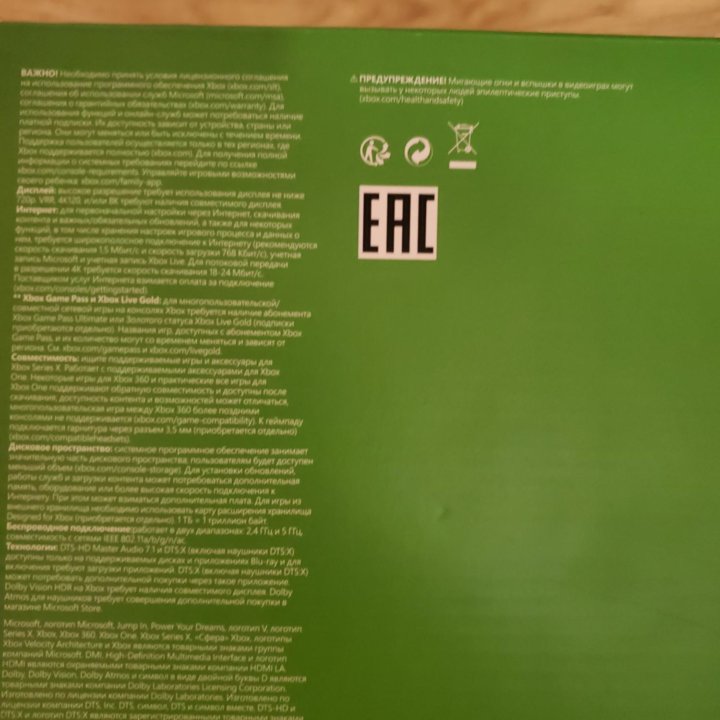 ВАЖНО! Необходимо принять условия лицензионного соглашения
на использование программного обеспечения Xbox (xbox.com/slt),
соглашения об использовании служб Microsoft (microsoft.com/msa),
соглашения о гарантийных обязательствах (xbox.com/warranty). Для
использования функций и онлайн-служб может потребоваться наличие
платной подписки. Их доступность зависит от устройства, страны или
региона. Они могут меняться или быть исключены с течением времени.
Поддержка пользователей осуществляется только в тех регионах, где
Xbox поддерживается полностью (xbox.com). Для получения полной
информации о системных требованиях перейдите по ссылке
xbox.com/console-requirements. Управляйте игровыми возможностями
своего ребенка: xbox.com/family-app.
Дисплей: высокое разрешение требует использования дисплея не ниже
720p. VRR, 4K120, и/или 8K требуют наличия совместимого дисплея.
Интернет: для первоначальной настройки через Интернет, скачивания
контента и важных/обязательных обновлений, а также для некоторых
функций, в том числе хранения настроек игрового процесса и данных о
нем, требуется широкополосное подключение к Интернету (рекомендуются
скорость скачивания 1,5 Мбит/с и скорость загрузки 768 Кбит/с), учетная
запись Microsoft и учетная запись Xbox Live. Для потоковой передачи
в разрешении 4K требуется скорость скачивания 18-24 Мбит/с.
Поставщиком услуг Интернета взимается оплата за подключение
(xbox.com/consoles/gettingstarted).
** Xbox Game Pass и Xbox Live Gold: для многопользовательской/
совместной сетевой игры на консолях Xbox требуется наличие абонемента
Xbox Game Pass Ultimate или Золотого статуса Xbox Live Gold (подписки
приобретаются отдельно). Названия игр, доступных с абонементом Xbox
Game Pass, и их количество могут со временем меняться и зависят от
региона. См. xbox.com/gamepass и xbox.com/livegold.
Совместимость: ищите поддерживаемые игры и аксессуары для
Xbox Series X. Работает с поддерживаемыми аксессуарами для Xbox
One. Некоторые игры для Xbox 360 и практические все игры для
Xbox One поддерживают обратную совместимость и доступны после
скачивания, доступность контента и возможностей может отличаться,
многопользовательская игра между Xbox 360 более поздними
консолями не поддерживается (xbox.com/game-compatibility). К геймпаду
подключается гарнитура через разъем 3,5 мм (приобретается отдельно)
(xbox.com/compatibleheadsets).
Дисковое пространство: системное программное обеспечение занимает
значительную часть дискового пространства; пользователям будет доступен
меньший объем (xbox.com/console-storage). Для установки обновлений,
работы служб и загрузки контента может потребоваться дополнительная
память, оборудование или более высокая скорость подключения к
Интернету. При этом может взиматься дополнительная плата. Для игры из
внешнего хранилища необходимо использовать карту расширения хранилища
Designed for Xbox (приобретается отдельно). 1 ТБ = 1 триллион байт.
Беспроводное подключение: работает в двух диапазонах: 2,4 ГГц и 5 ГГц,
совместимость с сетями IEEE 802.11a/b/g/n/ac.
Технологии: DTS-HD Master Audio 7.1 и DTS:X (включая наушники DTS:X)
доступны только на поддерживаемых дисках и приложениях Blu-ray и для
включения требуют загрузки приложений. DTS:X (включая наушники DTS:X)
может потребовать дополнительной покупки через такое приложение.
Dolby Vision HDR на Xbox требует наличия совместимого дисплея. Dolby
Atmos для наушников требует совершения дополнительной покупки в
магазине Microsoft Store.
Microsoft, логотип Microsoft, Jump In, Power Your Dreams, логотип V, логотип
Series X, Xbox, Xbox 360, Xbox One, Xbox Series X, «Сфера» Xbox, логотипы
Xbox Velocity Architecture и Xbox являются товарными знаками группы
компаний Microsoft. DMI, High-Definition Multimedia Interface и логотип
HDMI являются охраняемыми товарными знаками компании HDMI LA.
Dolby, Dolby Vision, Dolby Atmos и символ в виде двойной буквы D являются
товарными знаками компании Dolby Laboratories Licensing Corporation.
Изготовлено по лицензии компании Dolby Laboratories. Изготовлено по
лицензии компании DTS, Inc. DTS, символ, DTS и символ вместе, DTS-HD и
DTS:X и логотип DTS:X являются зарегистрированными товарными знаками
⚠ ПРЕДУПРЕЖДЕНИЕ! Мигающие огни и вспышки в видеоиграх могут
вызывать у некоторых людей эпилептические приступы
(xbox.com/healthandsafety)
EAC